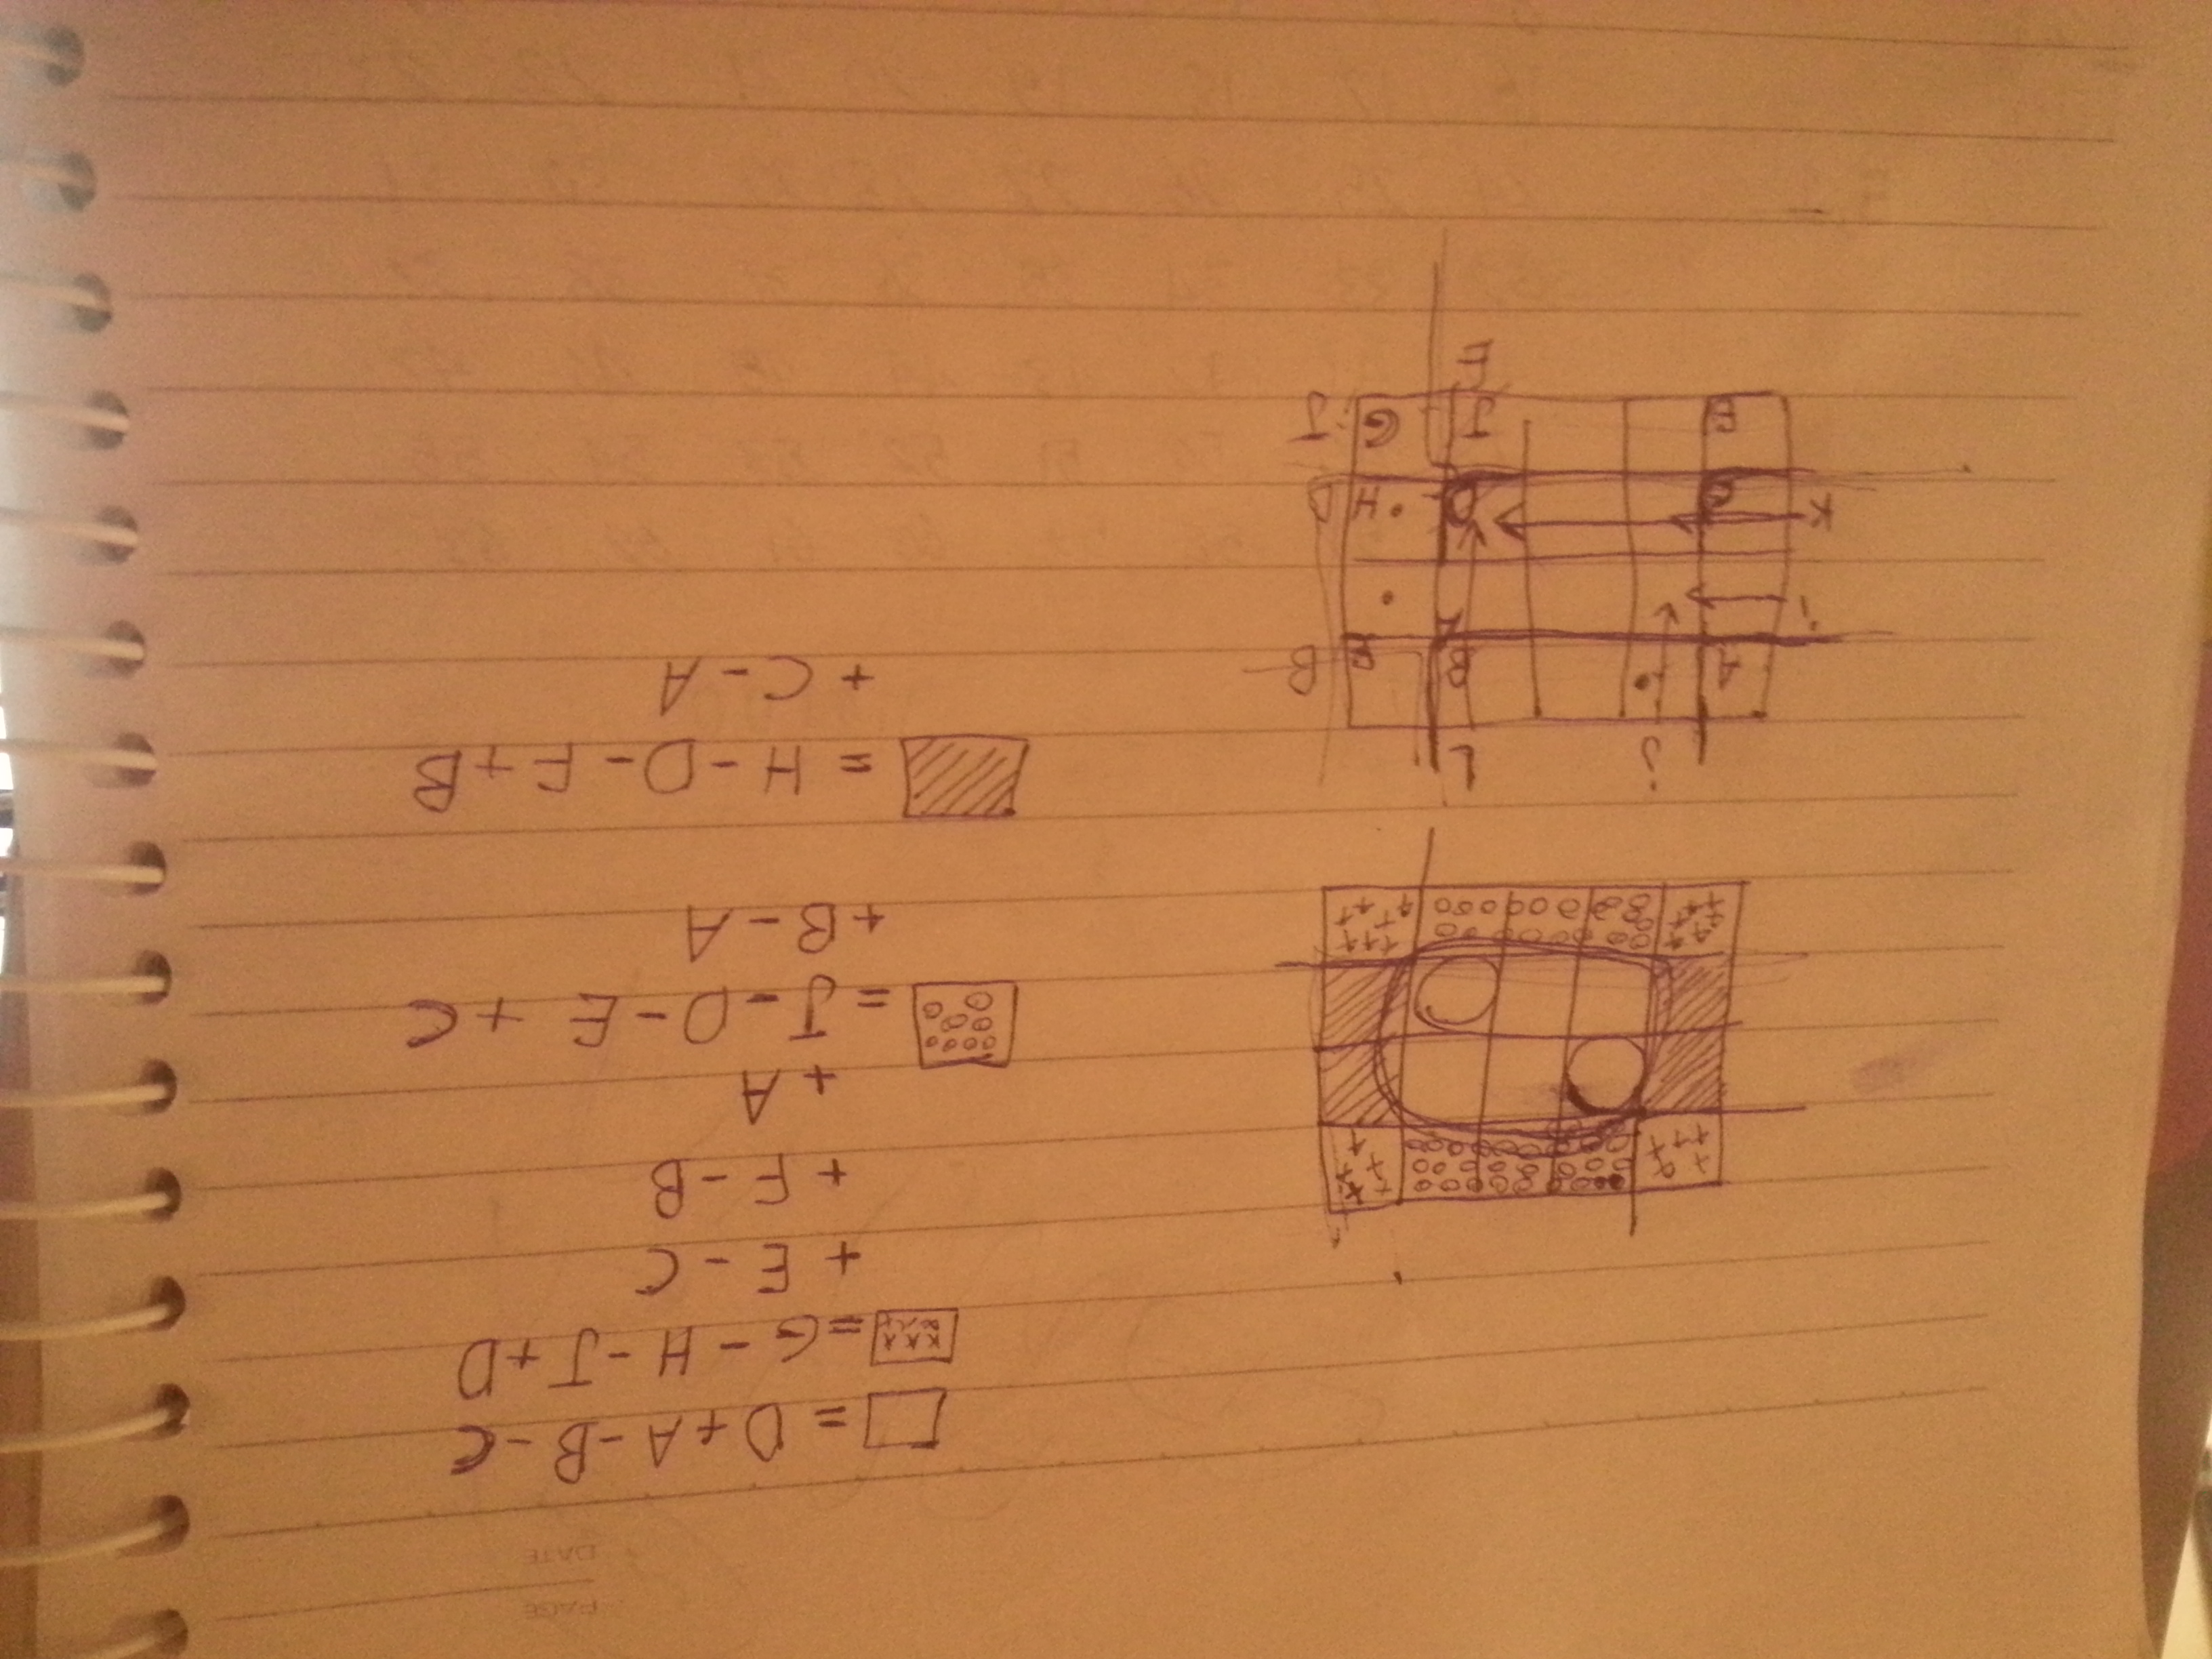 PAGE
DATE
= D + A - B - C
= G - H - J + D
+ E - C
+ F - B
+ A
= J - D - E + C
+ B - A
= H - D - F + B
+ C - A
j L
A B B
i
K D H D
E J G J